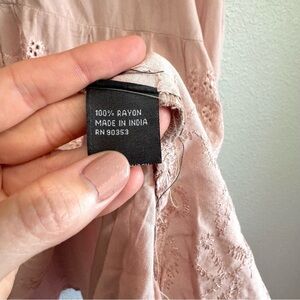 100% RAYON
MADE IN INDIA
RN 90353